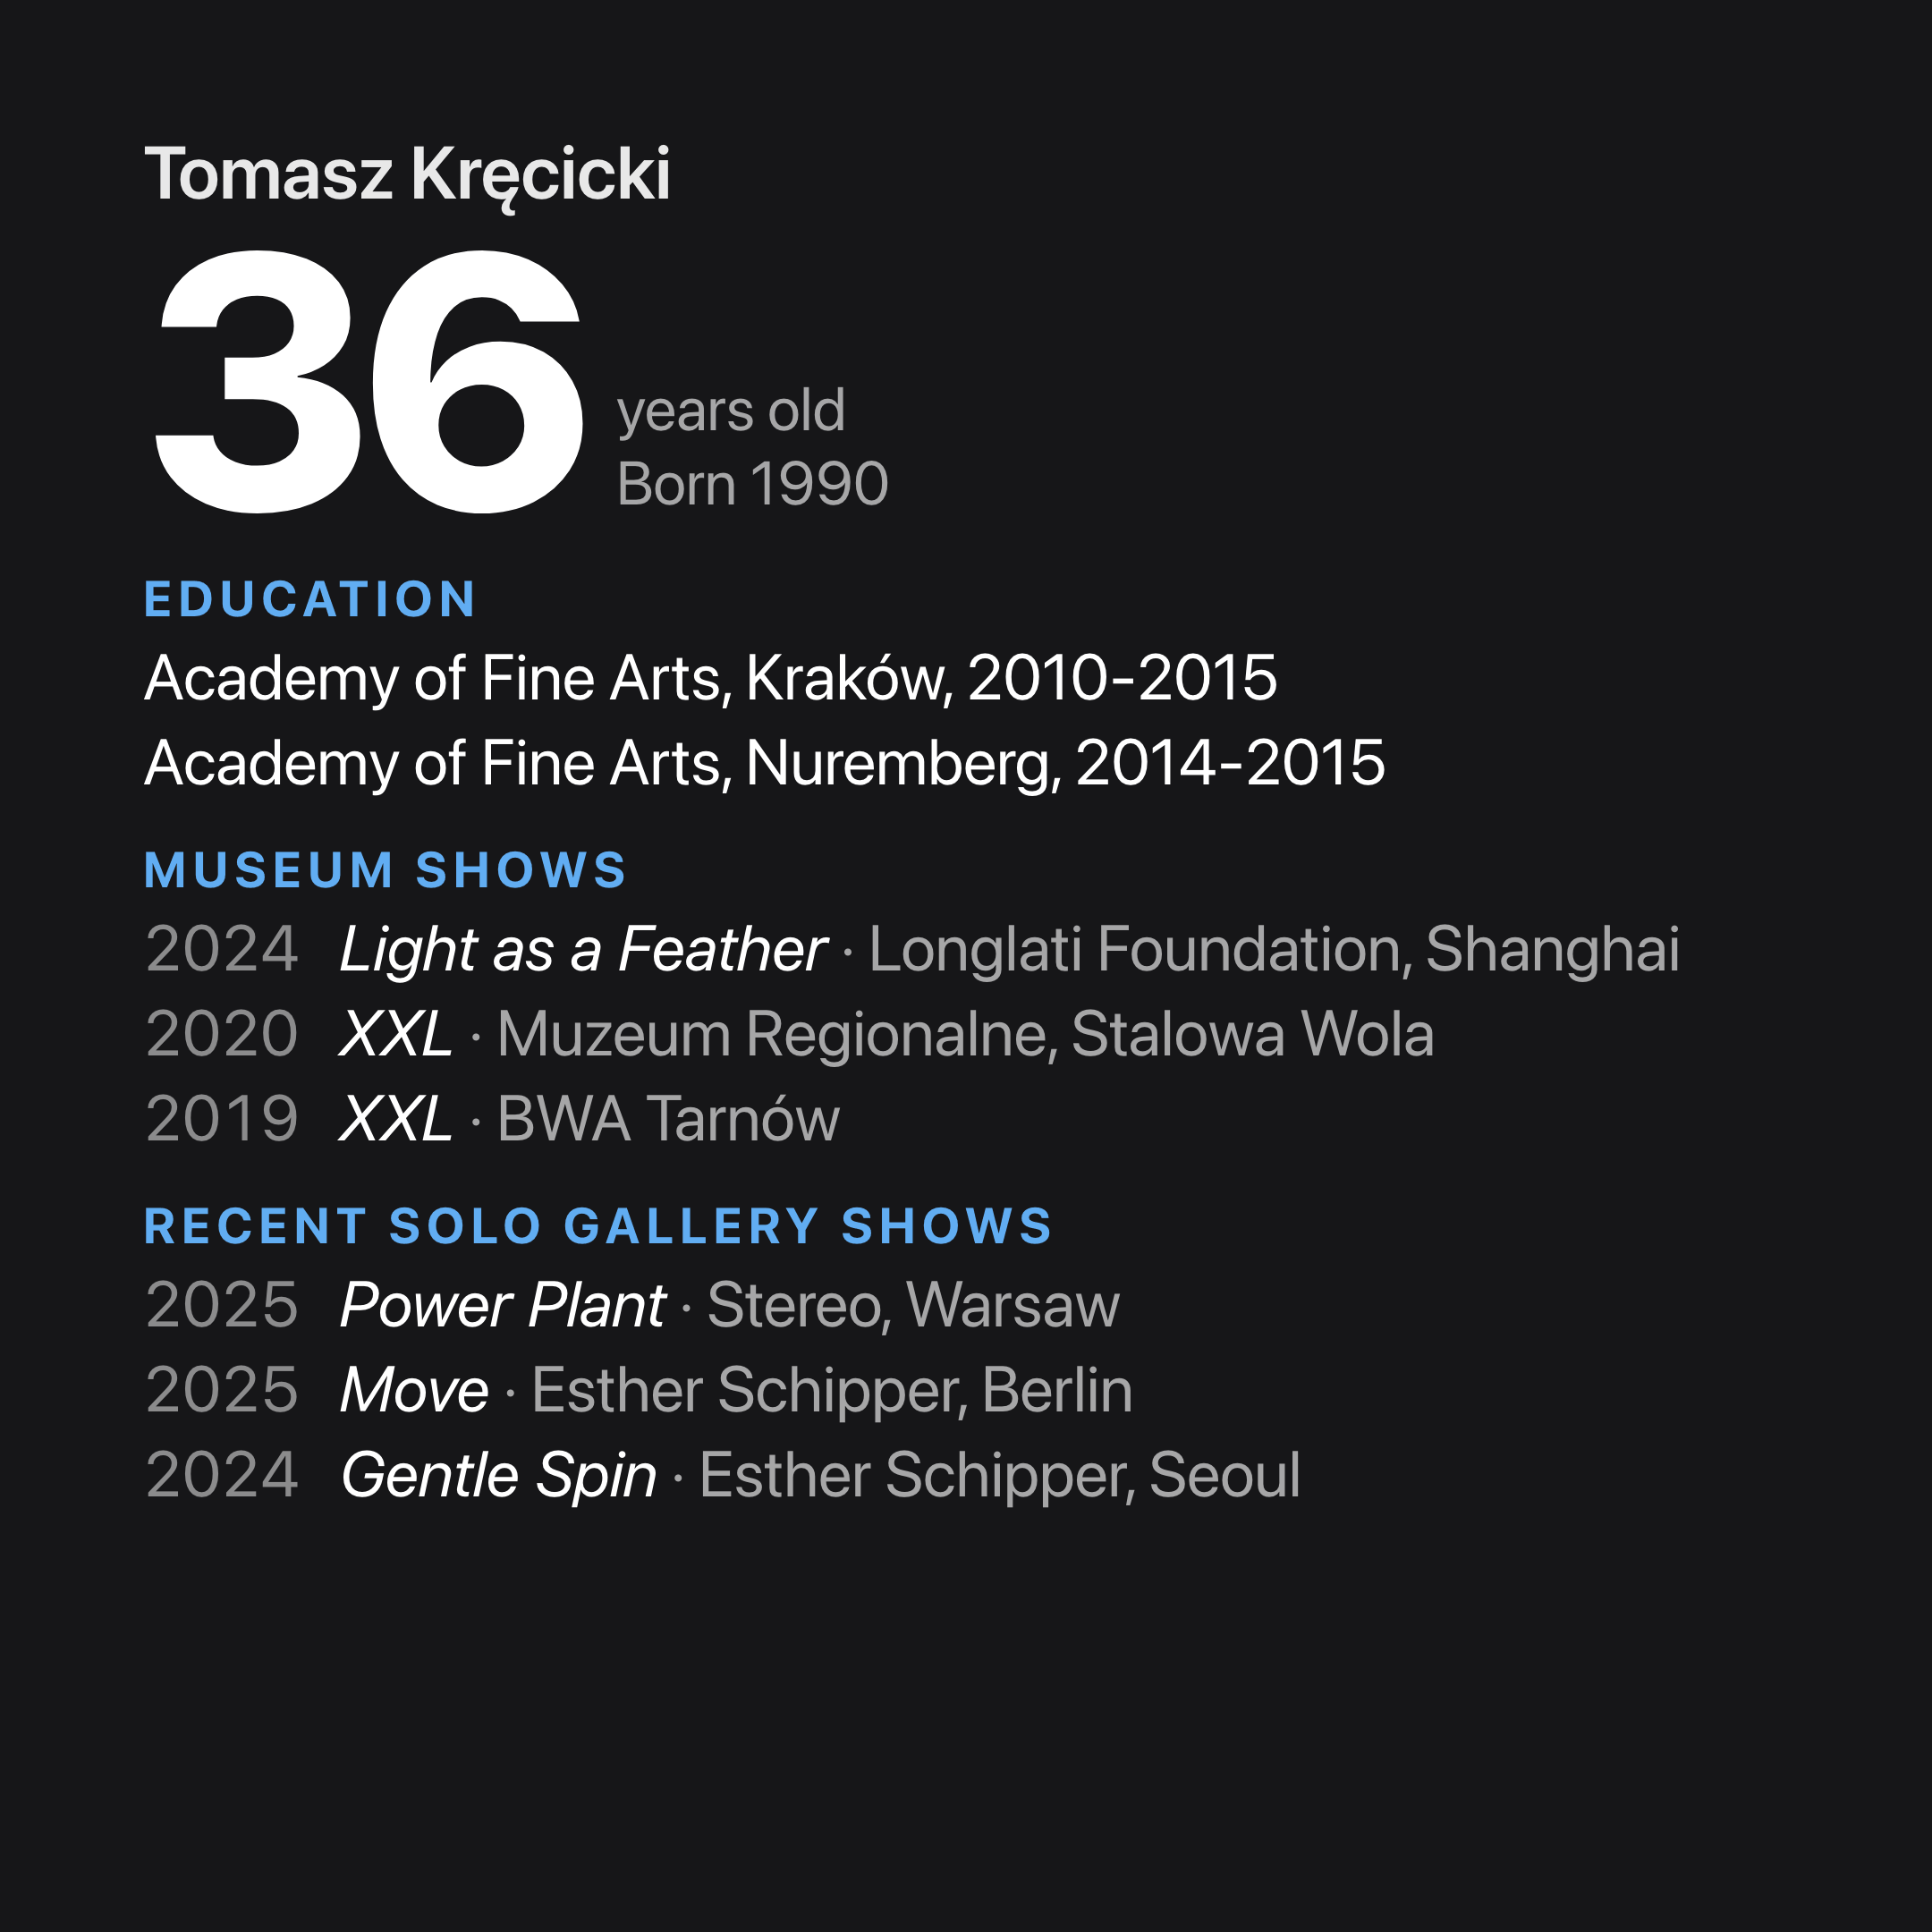 Tomasz Kręcicki
36
years old
Born 1990
EDUCATION
Academy of Fine Arts, Kraków, 2010-2015
Academy of Fine Arts, Nuremberg, 2014-2015
MUSEUM SHOWS
2024 Light as a Feather · Longlati Foundation, Shanghai
2020 XXL · Muzeum Regionalne, Stalowa Wola
2019 XXL · BWA Tarnów
RECENT SOLO GALLERY SHOWS
2025 Power Plant · Stereo, Warsaw
2025 Move · Esther Schipper, Berlin
2024 Gentle Spin · Esther Schipper, Seoul